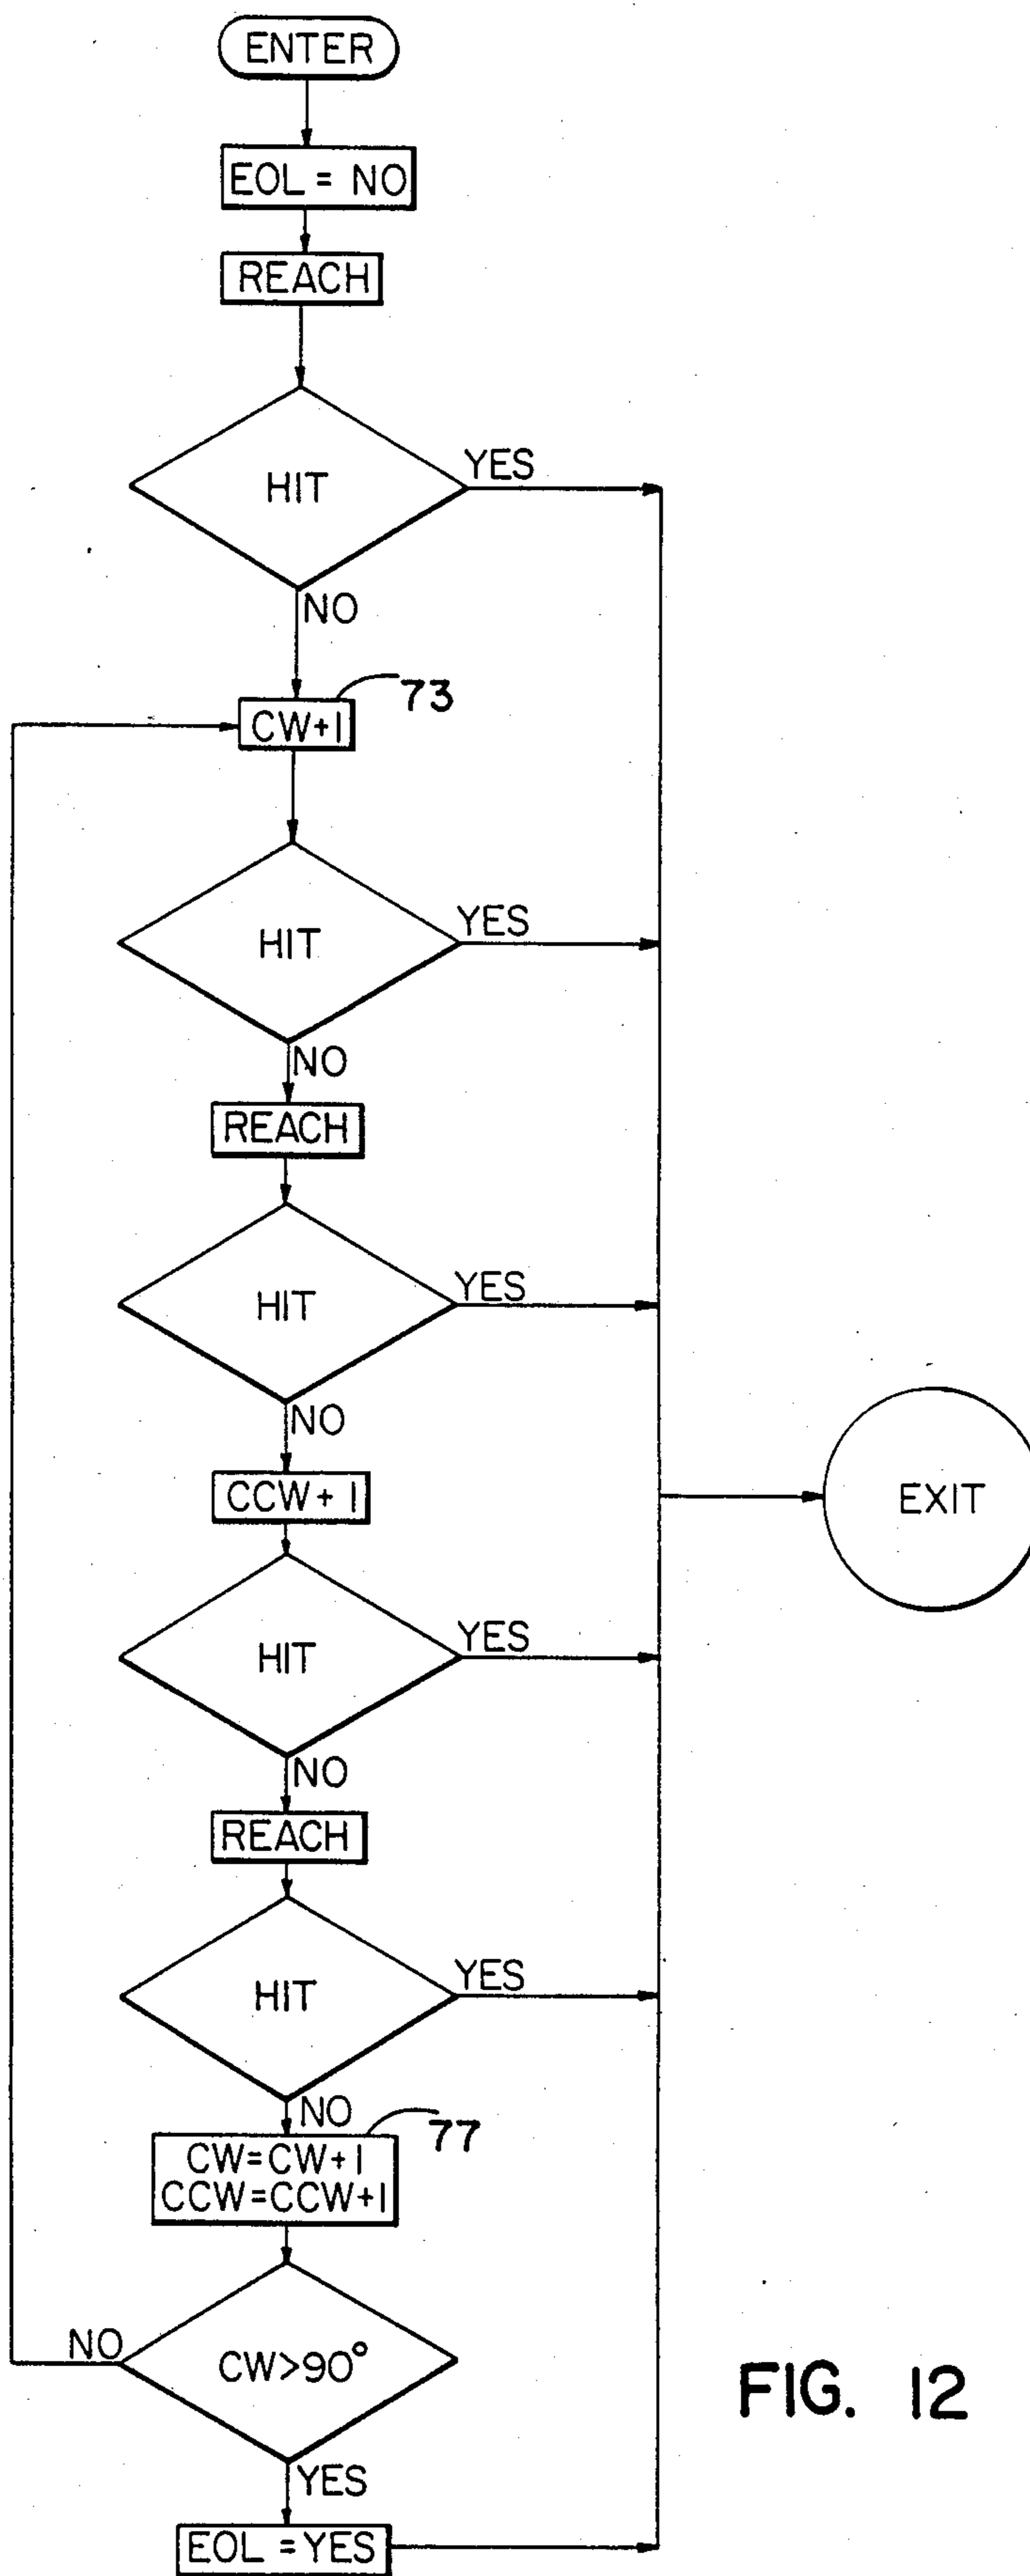 ENTER
EOL = NO
REACH
HIT
YES
NO
73
CW+1
HIT
YES
NO
REACH
HIT
YES
NO
CCW+1
EXIT
HIT
YES
NO
REACH
HIT
YES
NO
77
CW=CW+1
CCW=CCW+1
NO
CW>90°
YES
EOL=YES
FIG. 12